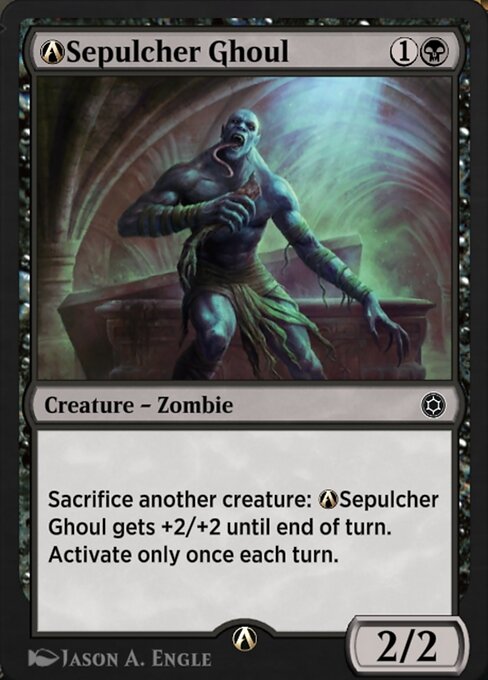 Sepulcher Ghoul 1
Creature – Zombie
Sacrifice another creature: Sepulcher
Ghoul gets +2/+2 until end of turn.
Activate only once each turn.
2/2
Jason A. Engle